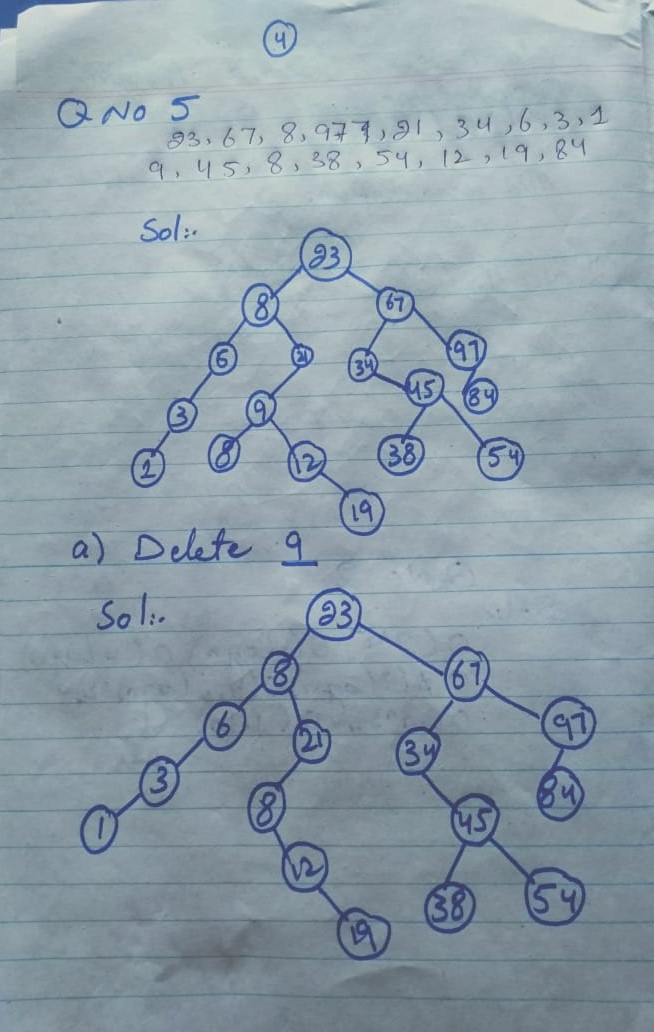 4
Q No 5
23, 67, 8, 97, 21, 34, 6, 3, 1
9, 45, 8, 38, 54, 12, 19, 84
Sol:.
23
8 67
6 21 34 97
3 9 45 84
1 8 12 38 54
19
a) Delete 9
Sol:.
23
8 67
6 21 34 97
3 8 45 84
1 12 38 54
19